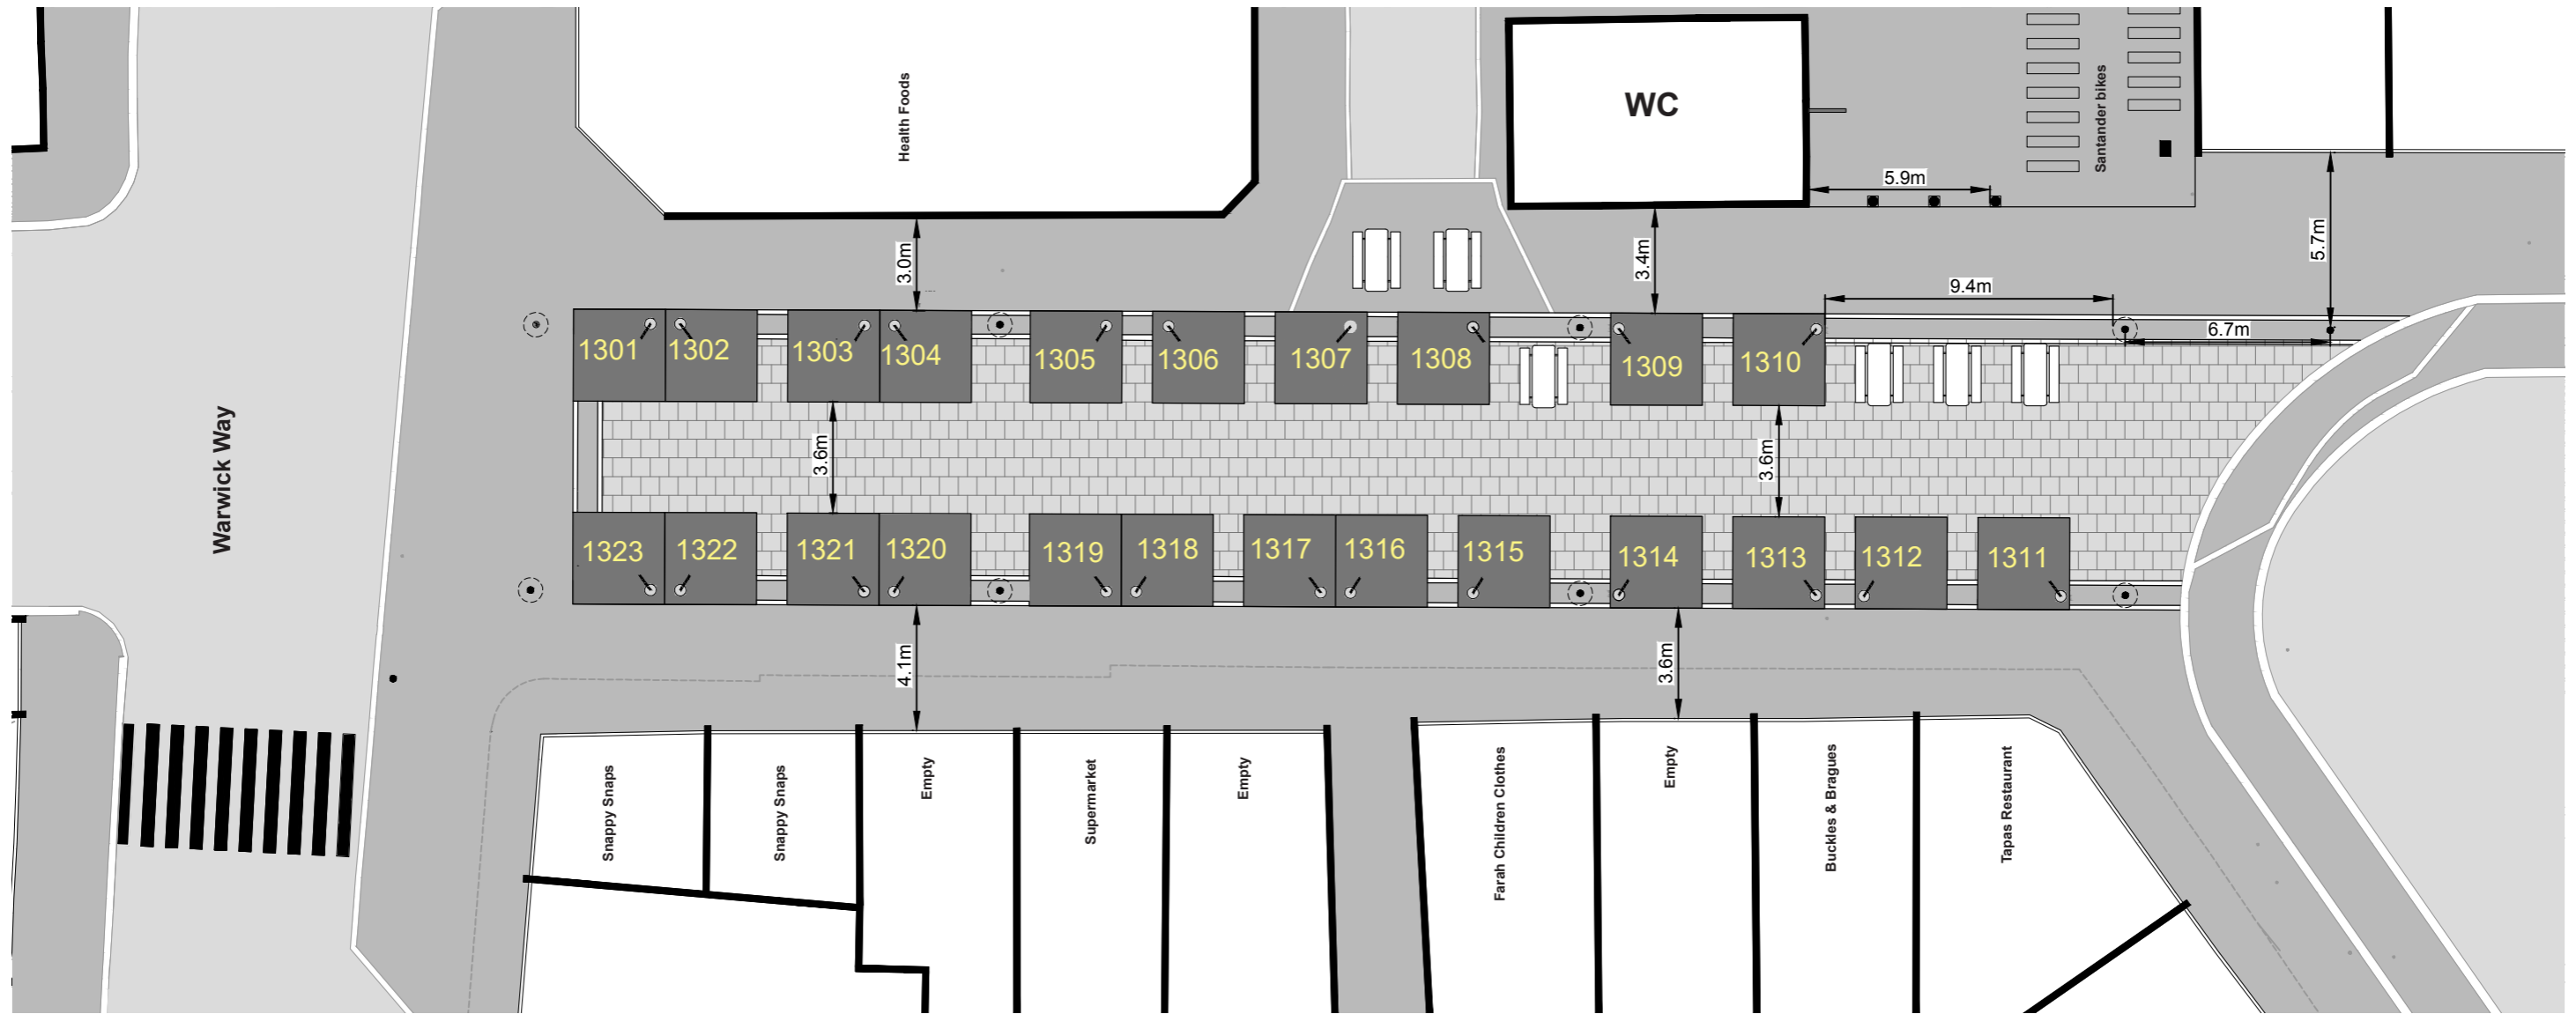 Health Foods
WC
Santander bikes
5.9m
3.0m
3.4m
5.7m
9.4m
6.7m
1301
1302
1303
1304
1305
1306
1307
1308
1309
1310
Warwick Way
3.6m
3.6m
1323
1322
1321
1320
1319
1318
1317
1316
1315
1314
1313
1312
1311
4.1m
3.6m
Snappy Snaps
Snappy Snaps
Empty
Supermarket
Empty
Farah Children Clothes
Empty
Buckles & Bragues
Tapas Restaurant